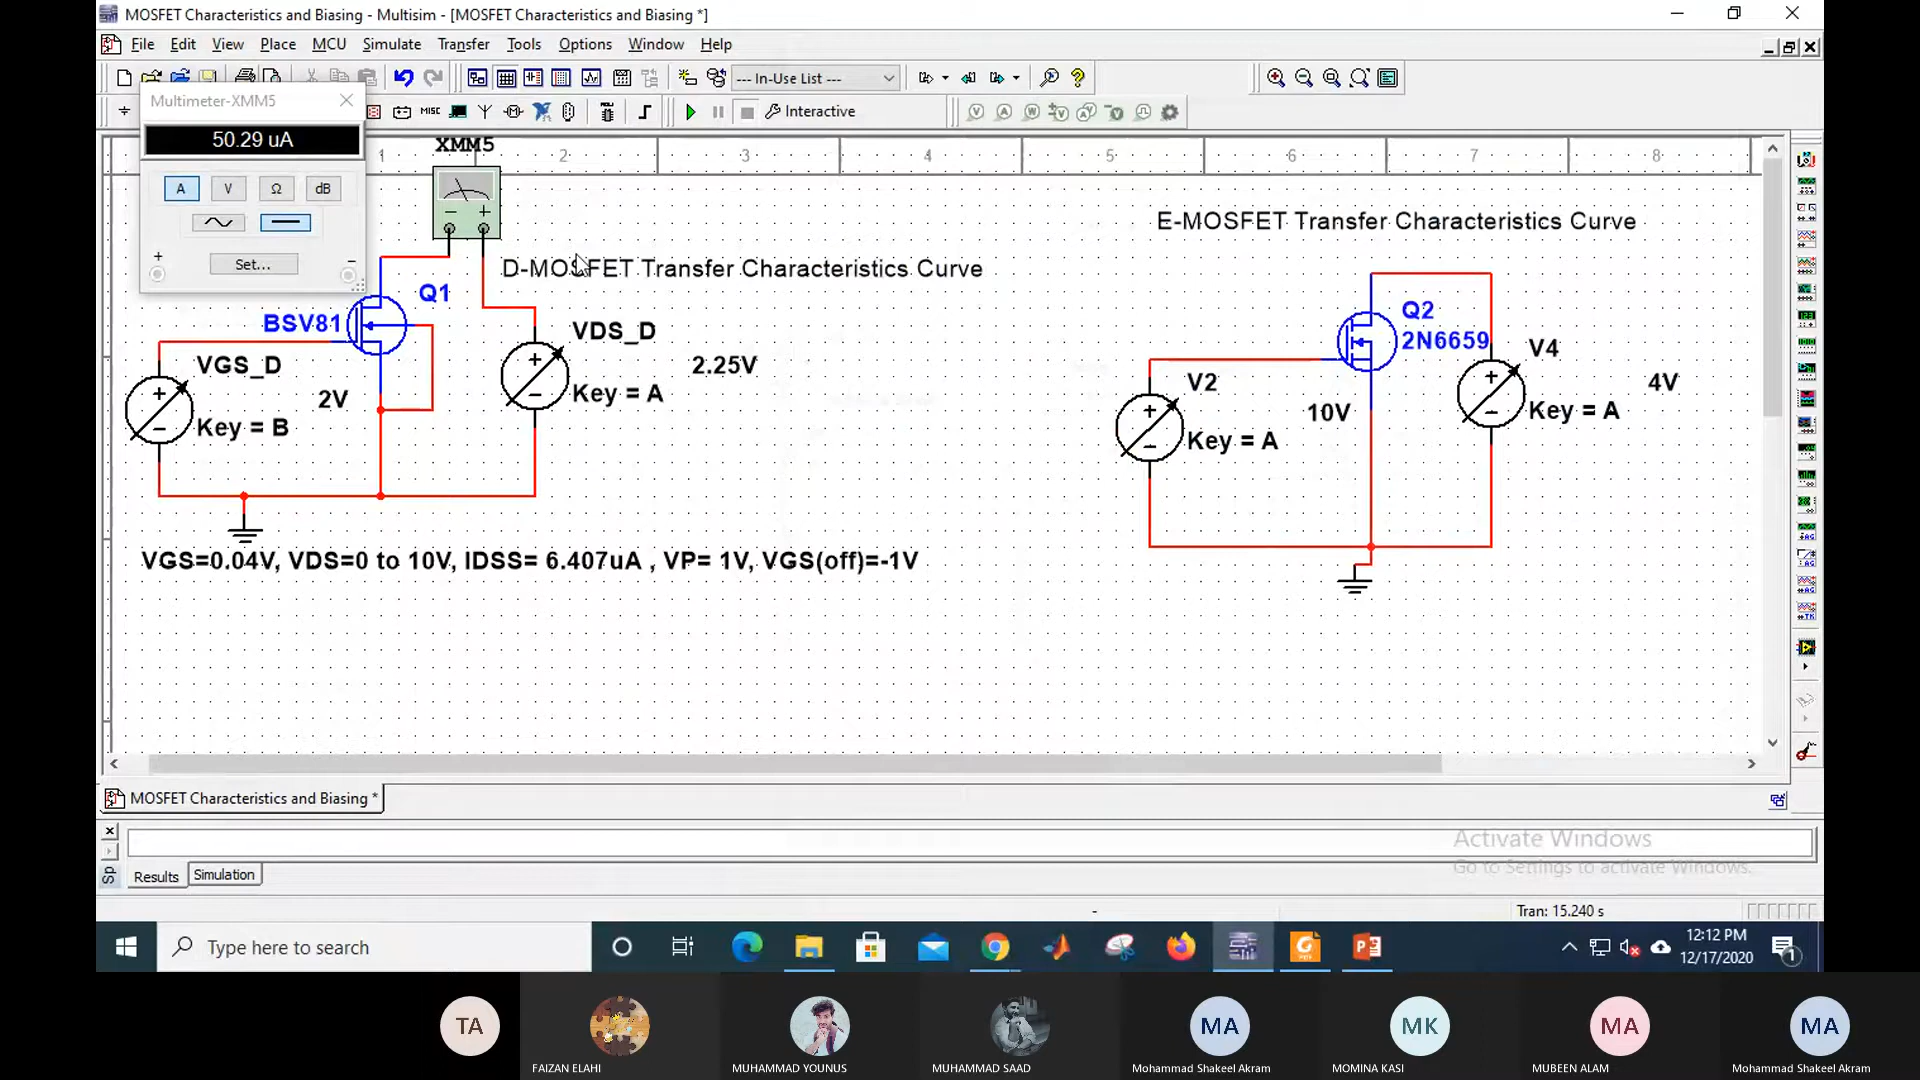 MOSFET Characteristics and Biasing - Multisim - [MOSFET Characteristics and Biasing *]
File Edit View Place MCU Simulate Transfer Tools Options Window Help
--- In-Use List ---
Multimeter-XMM5
MISC
Interactive
50.29 uA
A V Ω dB
+ −
Set...
XMM5
1 2 3 4 5 6 7 8
D-MOSFET Transfer Characteristics Curve
Q1
BSV81
VGS_D
2V
Key = B
VDS_D
2.25V
Key = A
VGS=0.04V, VDS=0 to 10V, IDSS= 6.407uA , VP= 1V, VGS(off)=-1V
E-MOSFET Transfer Characteristics Curve
Q2
2N6659
V2
10V
Key = A
V4
4V
Key = A
MOSFET Characteristics and Biasing *
Sp
Results Simulation
Activate Windows
Go to Settings to activate Windows.
Tran: 15.240 s
Type here to search
12:12 PM
12/17/2020
1
TA
FAIZAN ELAHI
MUHAMMAD YOUNUS
MUHAMMAD SAAD
MA
Mohammad Shakeel Akram
MK
MOMINA KASI
MA
MUBEEN ALAM
MA
Mohammad Shakeel Akram